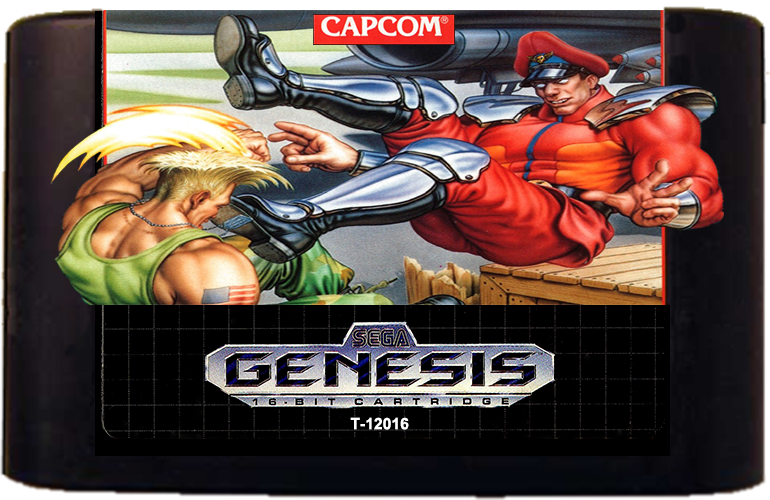 CAPCOM®
SEGA
GENESIS
16-BIT CARTRIDGE
T-12016